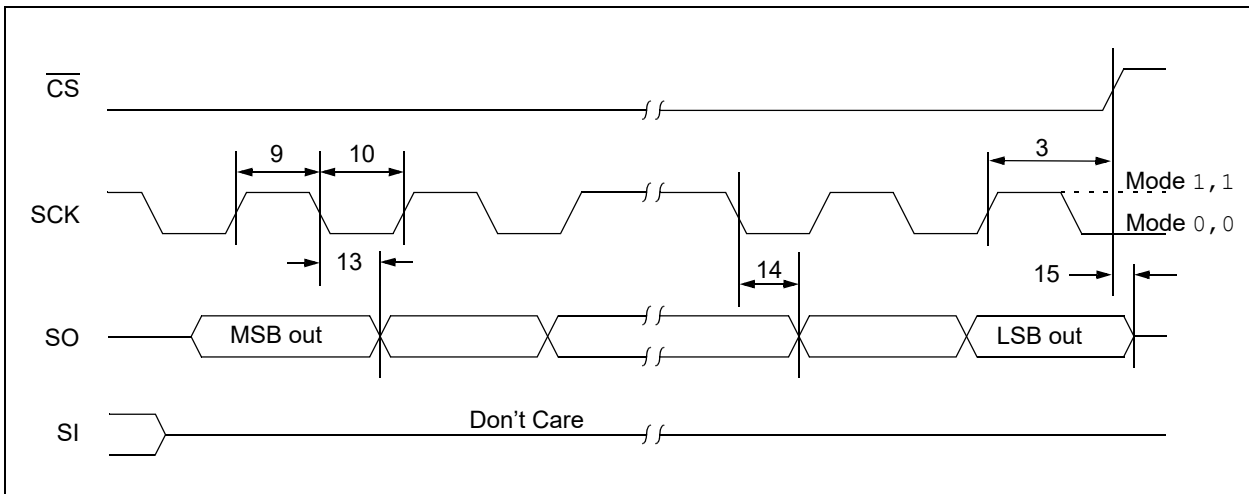 CS
9
10
3
SCK
Mode 1,1
Mode 0,0
13
14
15
SO
MSB out
LSB out
SI
Don't Care